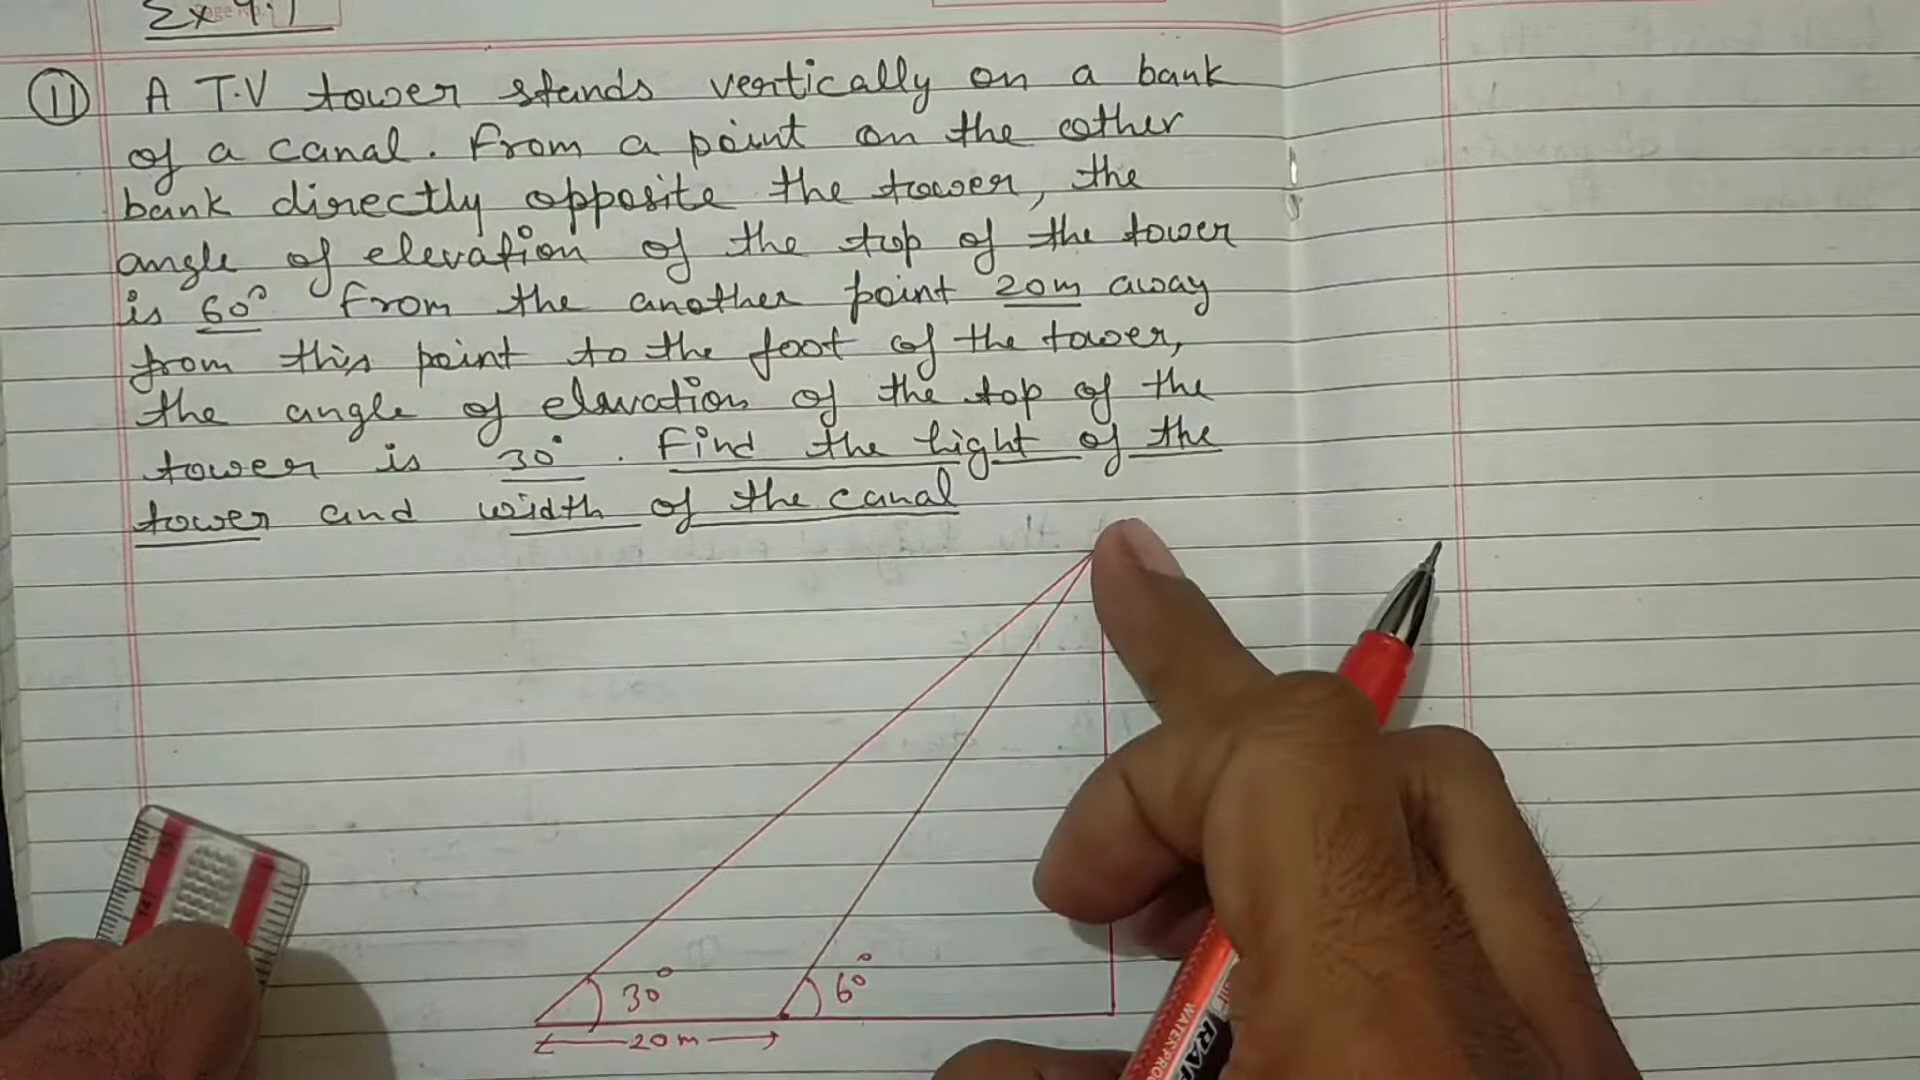 Ex 9.1
(11) A T.V tower stands vertically on a bank
of a canal. From a point on the other
bank directly opposite the tower, the
angle of elevation of the top of the tower
is 60° From the another point 20m away
from this point to the foot of the tower,
the angle of elevation of the top of the
tower is 30°. Find the hight of the
tower and width of the canal
30°
60°
20m